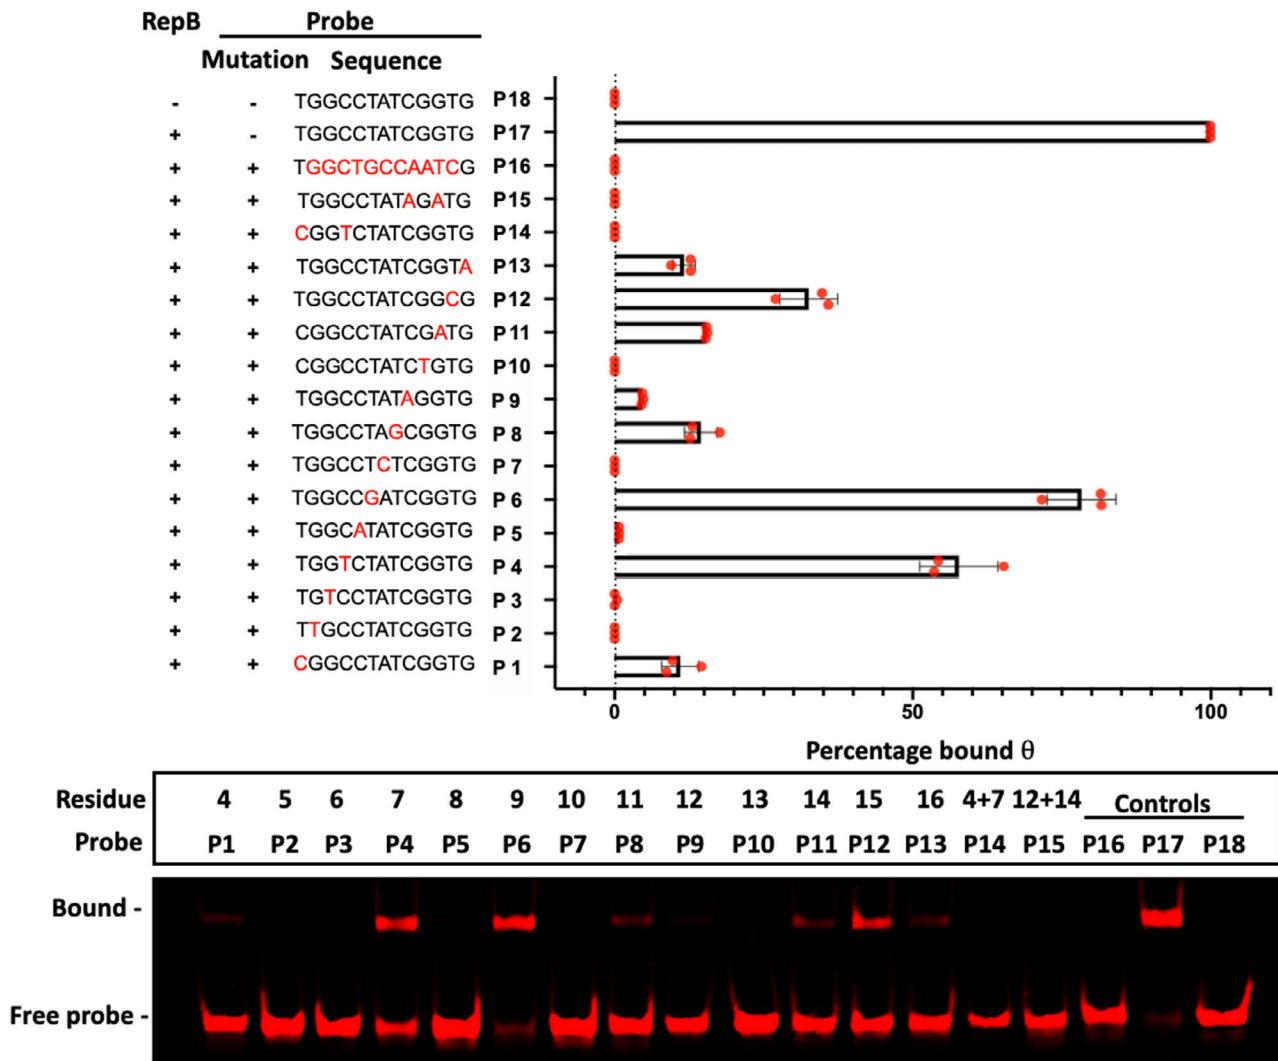 RepB Probe
Mutation Sequence
- - TGGCCTATCGGTG P18
+ - TGGCCTATCGGTG P17
+ + TGGCTGCCAATCG P16
+ + TGGCCTATAGATG P15
+ + CGGTCTATCGGTG P14
+ + TGGCCTATCGGTA P13
+ + TGGCCTATCGGCG P12
+ + CGGCCTATCGATG P11
+ + CGGCCTATCTGTG P10
+ + TGGCCTATAGGTG P 9
+ + TGGCCTAGCGGTG P 8
+ + TGGCCTCTCGGTG P 7
+ + TGGCCGATCGGTG P 6
+ + TGGCATATCGGTG P 5
+ + TGGTCTATCGGTG P 4
+ + TGTCCTATCGGTG P 3
+ + TTGCCTATCGGTG P 2
+ + CGGCCTATCGGTG P 1
0 50 100
Percentage bound θ
Residue 4 5 6 7 8 9 10 11 12 13 14 15 16 4+7 12+14 Controls
Probe P1 P2 P3 P4 P5 P6 P7 P8 P9 P10 P11 P12 P13 P14 P15 P16 P17 P18
Bound -
Free probe -